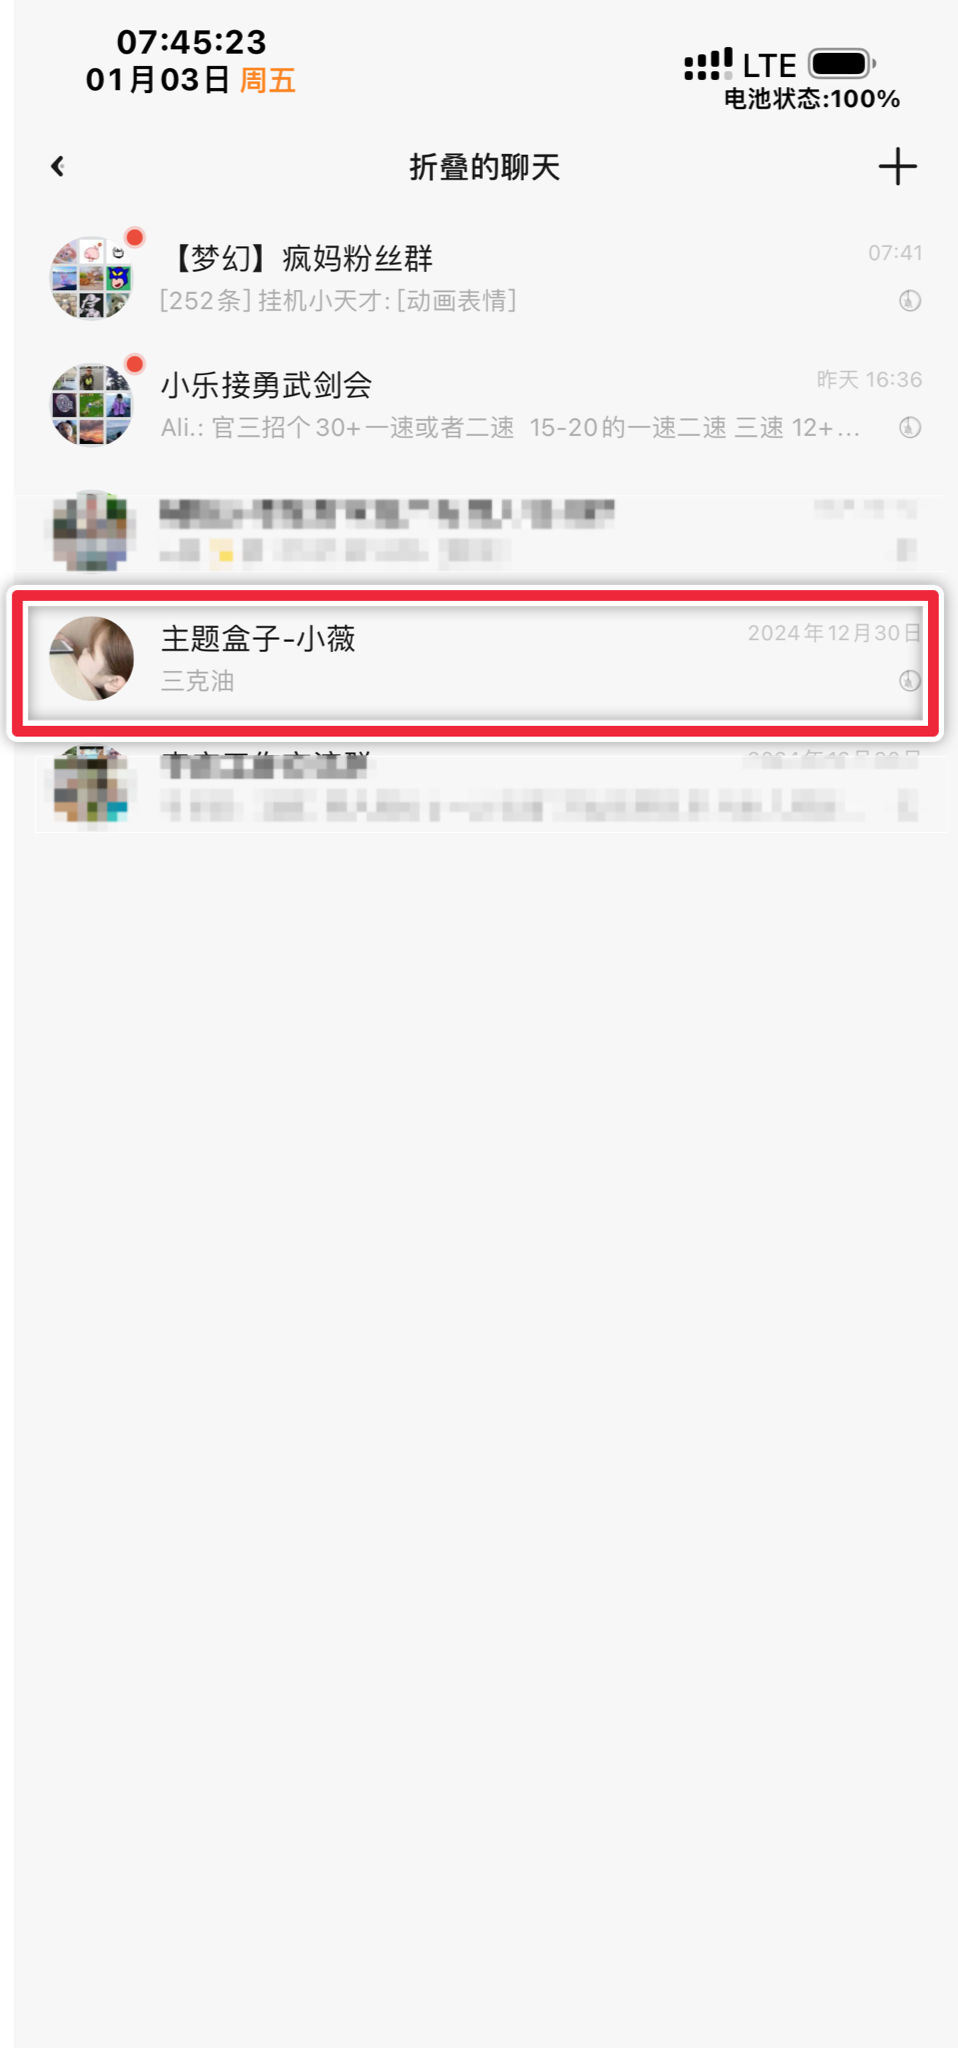 07:45:23
01月03日 周五
LTE
电池状态:100%
折叠的聊天
【梦幻】疯妈粉丝群
07:41
[252条] 挂机小天才: [动画表情]
小乐接勇武剑会
昨天 16:36
Ali.: 官三招个30+一速或者二速 15-20的一速二速 三速 12+...
主题盒子-小薇
2024年12月30日
三克油